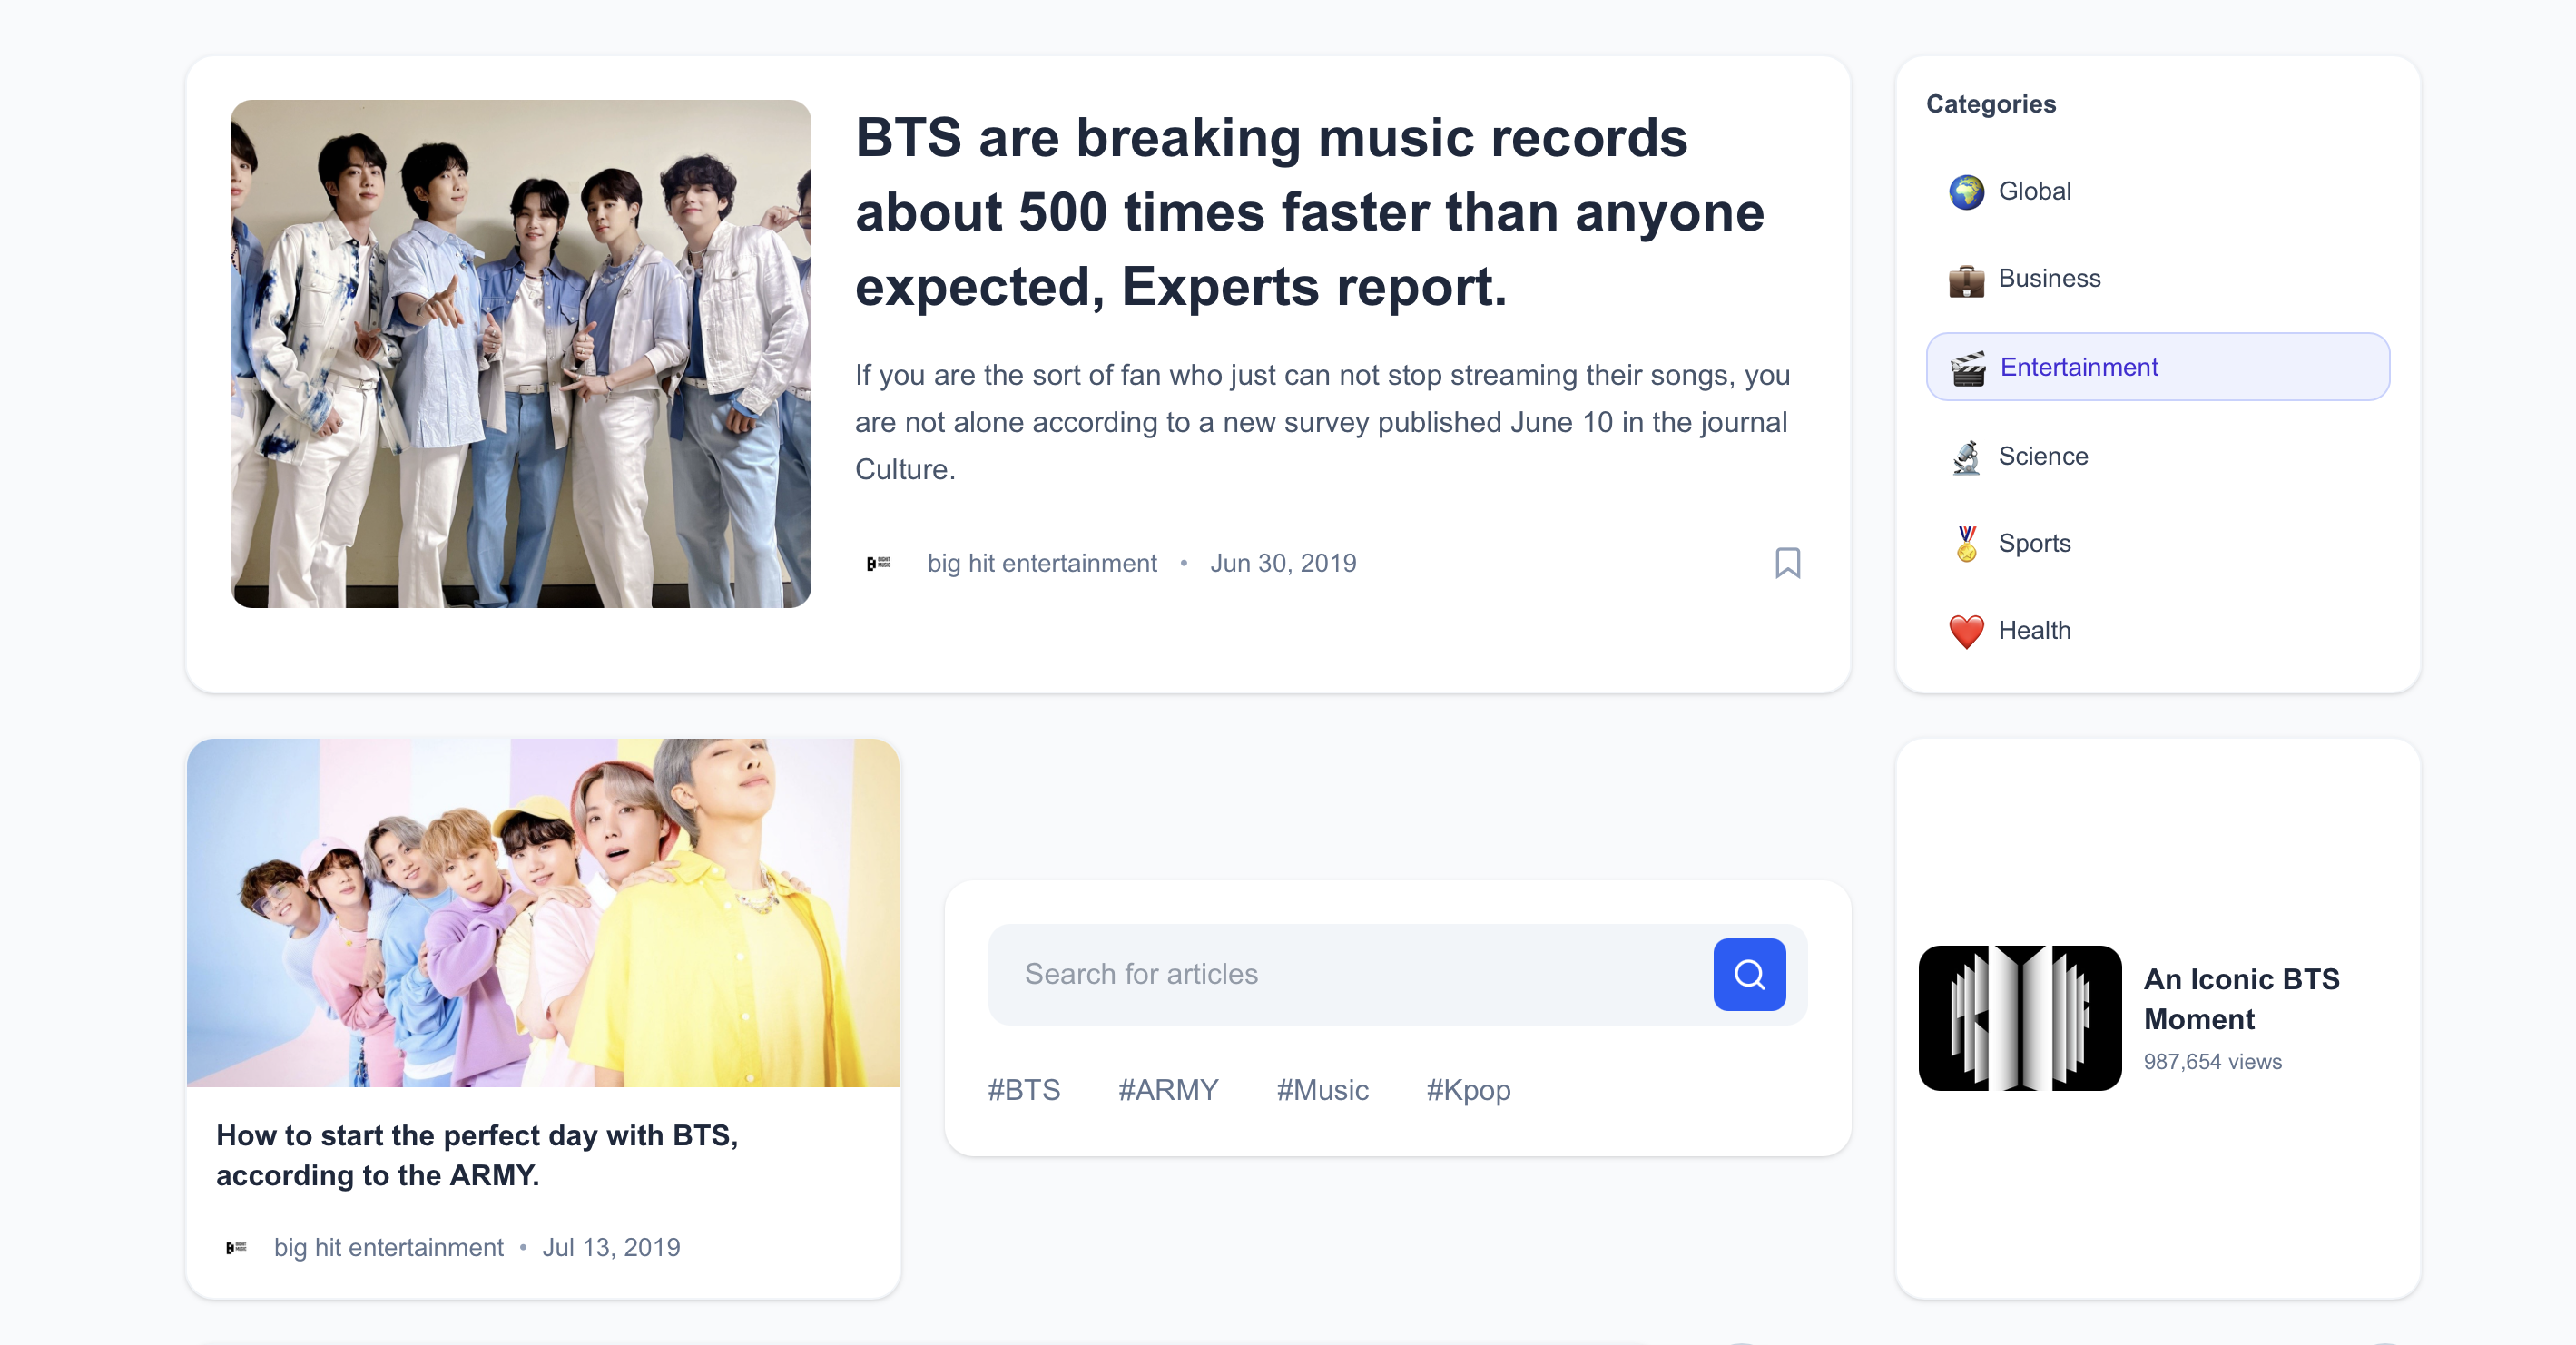 BTS are breaking music records
about 500 times faster than anyone
expected, Experts report.
If you are the sort of fan who just can not stop streaming their songs, you
are not alone according to a new survey published June 10 in the journal
Culture.
big hit entertainment • Jun 30, 2019
Categories
Global
Business
Entertainment
Science
Sports
Health
How to start the perfect day with BTS,
according to the ARMY.
big hit entertainment • Jul 13, 2019
Search for articles
#BTS #ARMY #Music #Kpop
An Iconic BTS
Moment
987,654 views